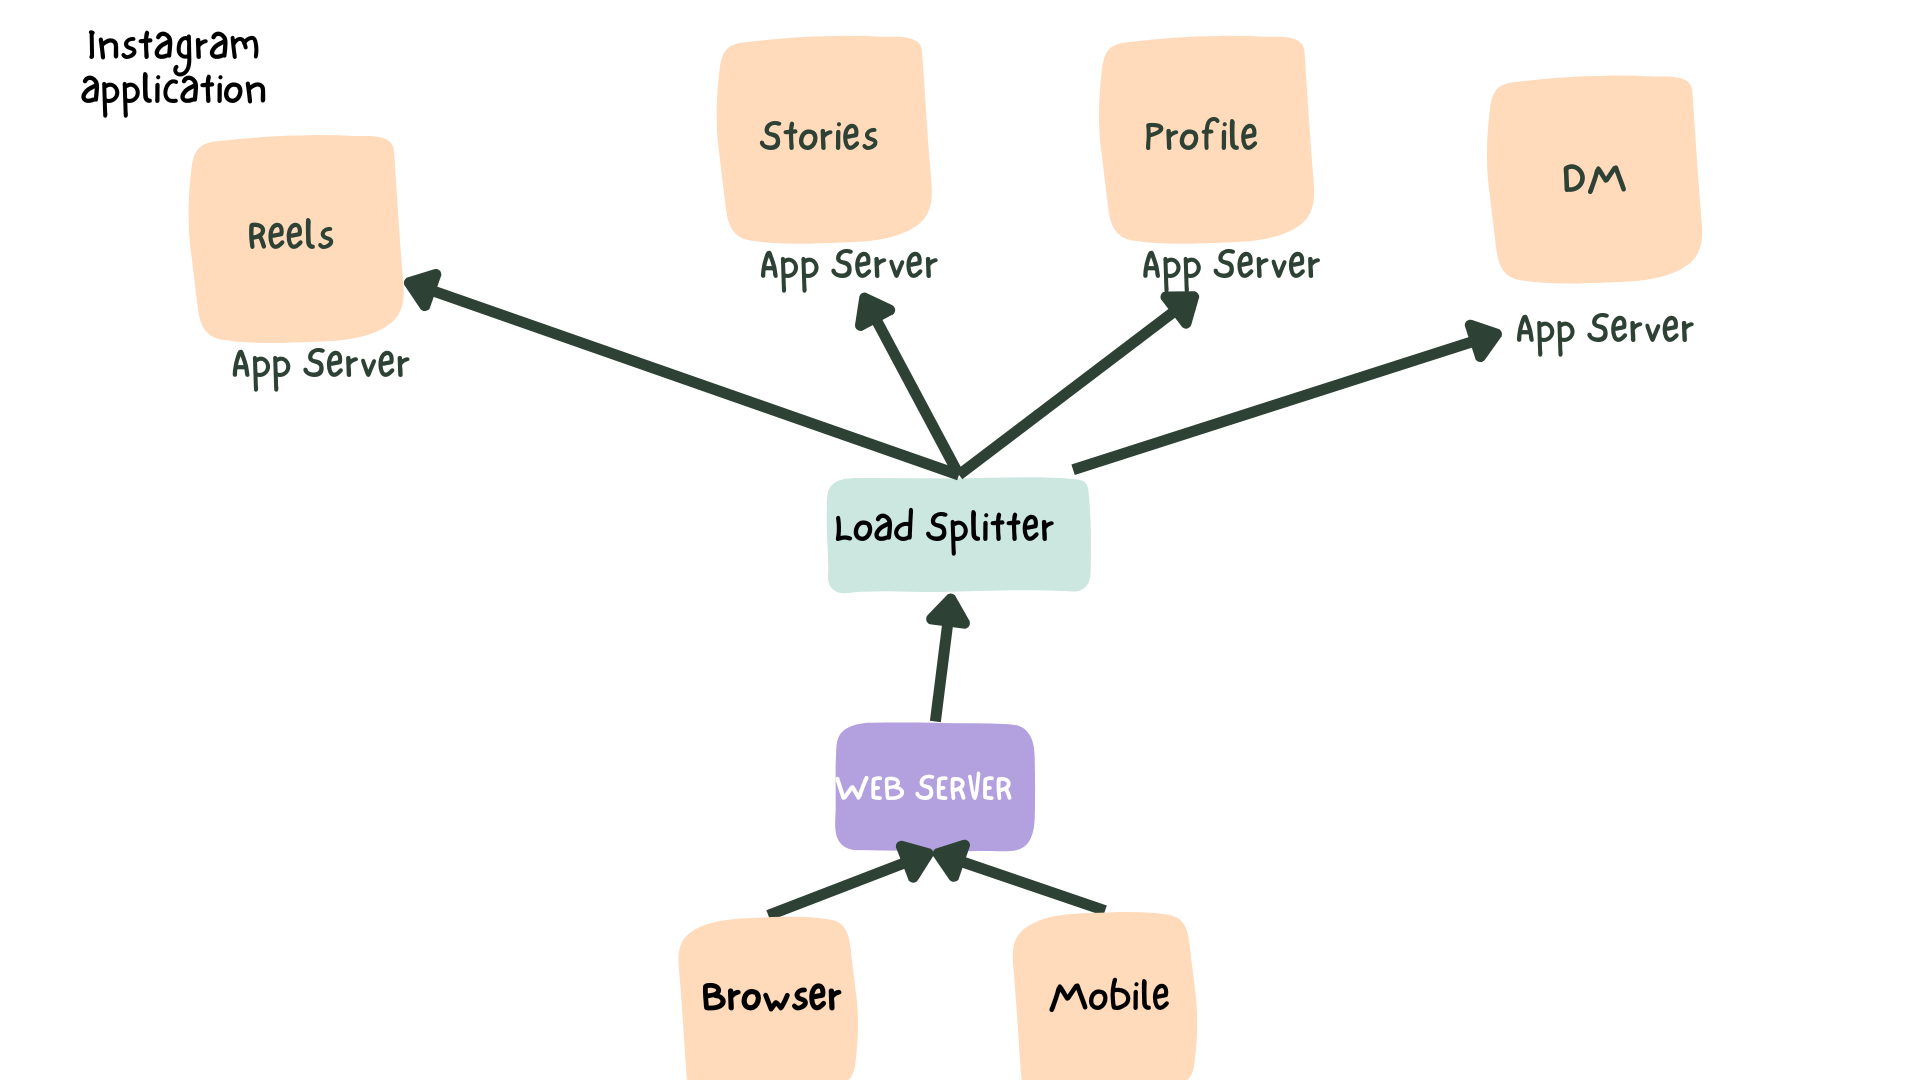 Instagram
application
Stories
Profile
DM
Reels
App Server
App Server
App Server
App Server
Load Splitter
WEB SERVER
Browser
Mobile